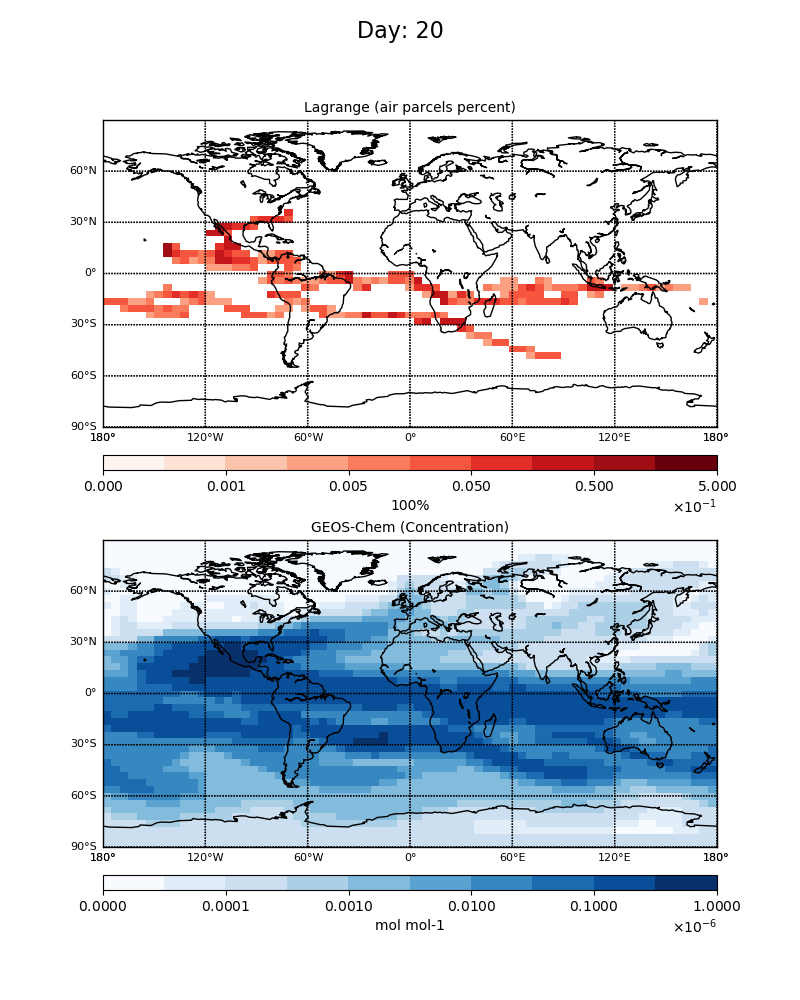 Day: 20
Lagrange (air parcels percent)
60°N
30°N
0°
30°S
60°S
90°S
180° 120°W 60°W 0° 60°E 120°E 180°
0.000 0.001 0.005 0.050 0.500 5.000
100% ×10⁻¹
GEOS-Chem (Concentration)
60°N
30°N
0°
30°S
60°S
90°S
180° 120°W 60°W 0° 60°E 120°E 180°
0.0000 0.0001 0.0010 0.0100 0.1000 1.0000
mol mol-1 ×10⁻⁶